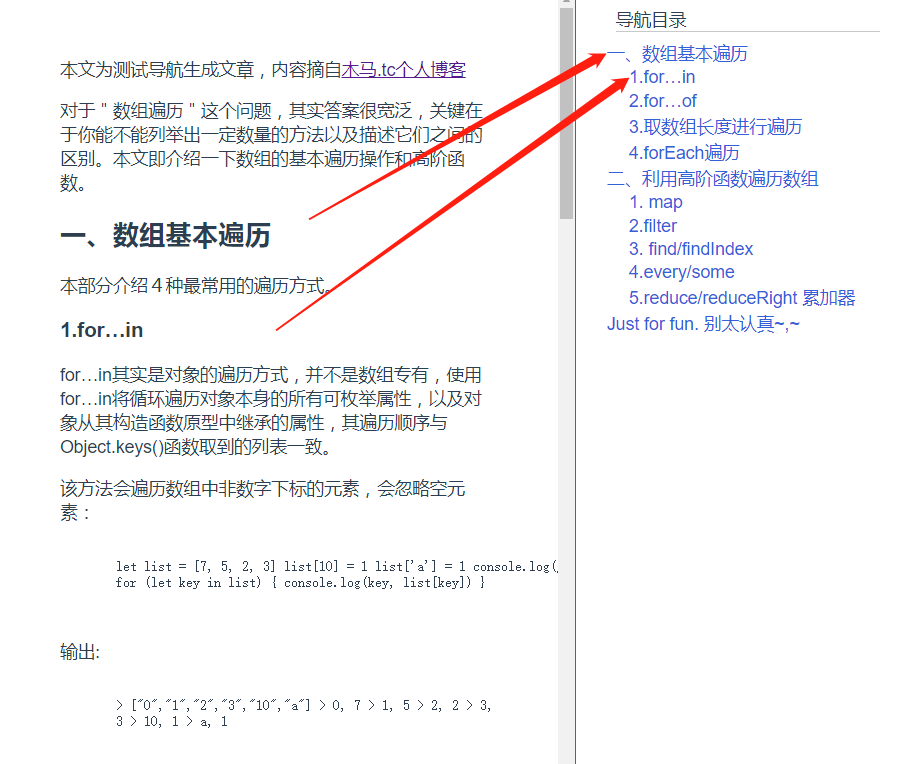 本文为测试导航生成文章，内容摘自木马.tc个人博客
对于＂数组遍历＂这个问题，其实答案很宽泛，关键在
于你能不能列举出一定数量的方法以及描述它们之间的
区别。本文即介绍一下数组的基本遍历操作和高阶函
数。
一、数组基本遍历
本部分介绍４种最常用的遍历方式。
1.for…in
for…in其实是对象的遍历方式，并不是数组专有，使用
for…in将循环遍历对象本身的所有可枚举属性，以及对
象从其构造函数原型中继承的属性，其遍历顺序与
Object.keys()函数取到的列表一致。
该方法会遍历数组中非数字下标的元素，会忽略空元
素：
let list = [7, 5, 2, 3] list[10] = 1 list['a'] = 1 console.log(
for (let key in list) { console.log(key, list[key]) }
输出:
> ["0","1","2","3","10","a"] > 0, 7 > 1, 5 > 2, 2 > 3,
3 > 10, 1 > a, 1
导航目录
一、数组基本遍历
1.for…in
2.for…of
3.取数组长度进行遍历
4.forEach遍历
二、利用高阶函数遍历数组
1. map
2.filter
3. find/findIndex
4.every/some
5.reduce/reduceRight 累加器
Just for fun. 别太认真~,~